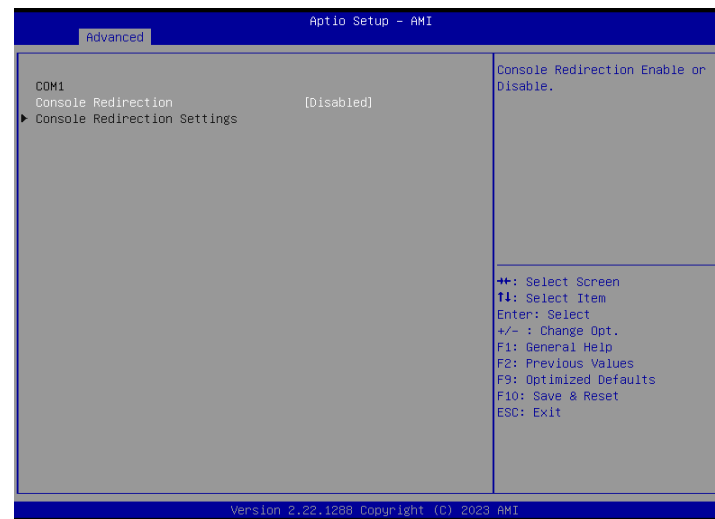 Aptio Setup – AMI
Advanced
COM1
Console Redirection [Disabled]
► Console Redirection Settings
Console Redirection Enable or
Disable.
→←: Select Screen
↑↓: Select Item
Enter: Select
+/- : Change Opt.
F1: General Help
F2: Previous Values
F9: Optimized Defaults
F10: Save & Reset
ESC: Exit
Version 2.22.1288 Copyright (C) 2023 AMI